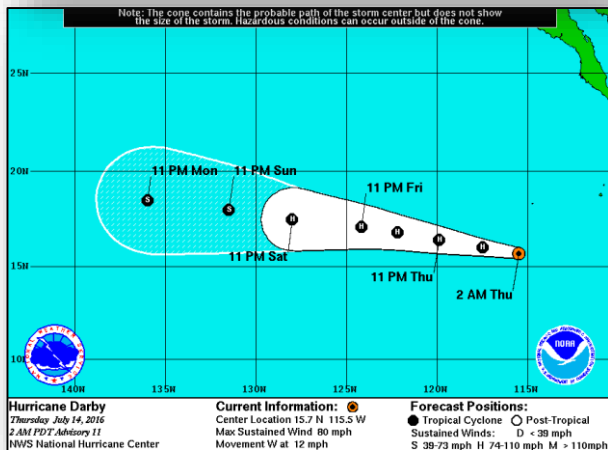 Note: The cone contains the probable path of the storm center but does not show
the size of the storm. Hazardous conditions can occur outside of the cone.
25N
20N
11 PM Mon
11 PM Sun
11 PM Fri
S
S
H
H
H
H
H
11 PM Sat
11 PM Thu
15N
2 AM Thu
NOAA
10N
140W
135W
130W
125W
120W
115W
Hurricane Darby
Thursday July 14, 2016
2 AM PDT Advisory 11
NWS National Hurricane Center
Current Information:
Center Location 15.7 N 115.5 W
Max Sustained Wind 80 mph
Movement W at 12 mph
Forecast Positions:
Tropical Cyclone Post-Tropical
Sustained Winds: D < 39 mph
S 39-73 mph H 74-110 mph M > 110mph